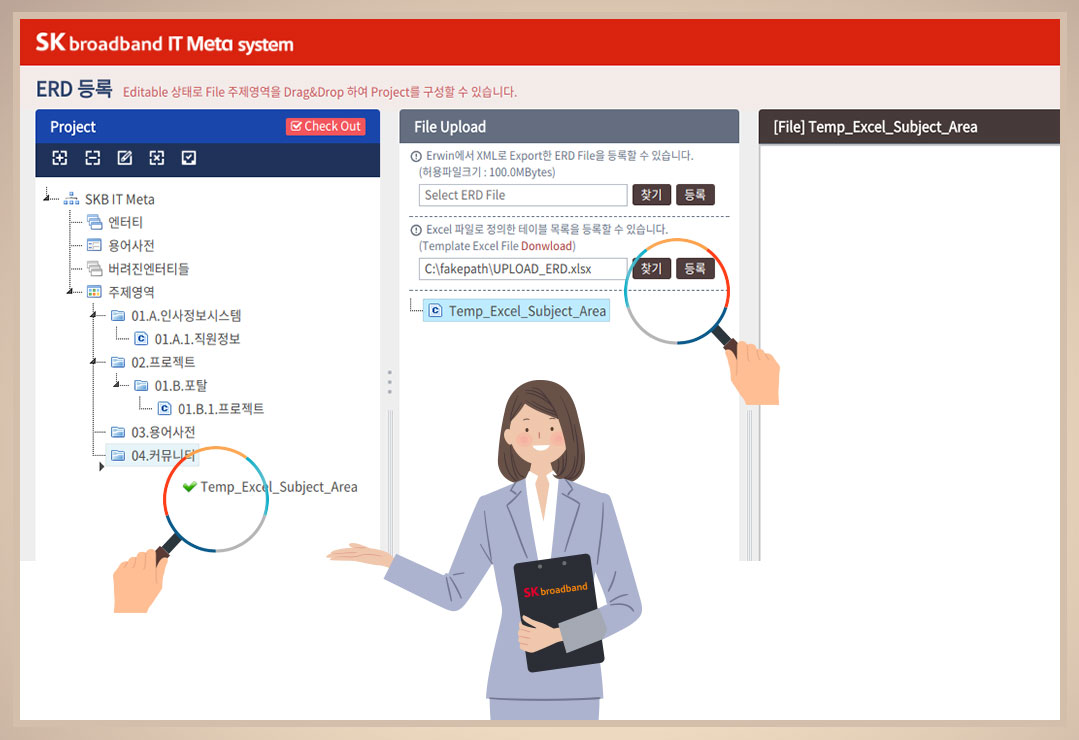 SK broadband IT Meta system
ERD 등록 Editable 상태로 File 주제영역을 Drag&Drop 하여 Project를 구성할 수 있습니다.
Project
Check Out
SKB IT Meta
엔터티
용어사전
버려진엔터티들
주제영역
01.A.인사정보시스템
01.A.1.직원정보
02.프로젝트
01.B.포탈
01.B.1.프로젝트
03.용어사전
04.커뮤니티
Temp_Excel_Subject_Area
File Upload
Erwin에서 XML로 Export한 ERD File을 등록할 수 있습니다.
(허용파일크기 : 100.0MBytes)
Select ERD File 찾기 등록
Excel 파일로 정의한 테이블 목록을 등록할 수 있습니다.
(Template Excel File Donwload)
C:\fakepath\UPLOAD_ERD.xlsx 찾기 등록
C Temp_Excel_Subject_Area
[File] Temp_Excel_Subject_Area
SK broadband